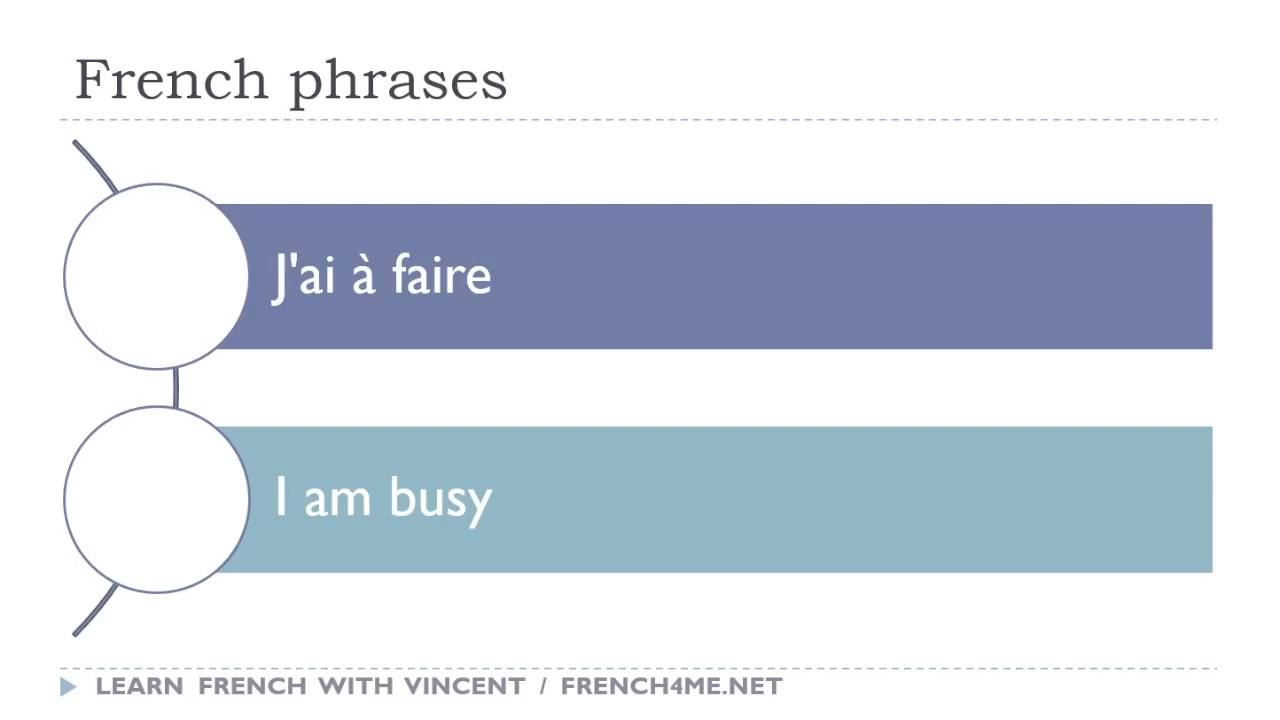 French phrases
J'ai à faire
I am busy
LEARN FRENCH WITH VINCENT / FRENCH4ME.NET